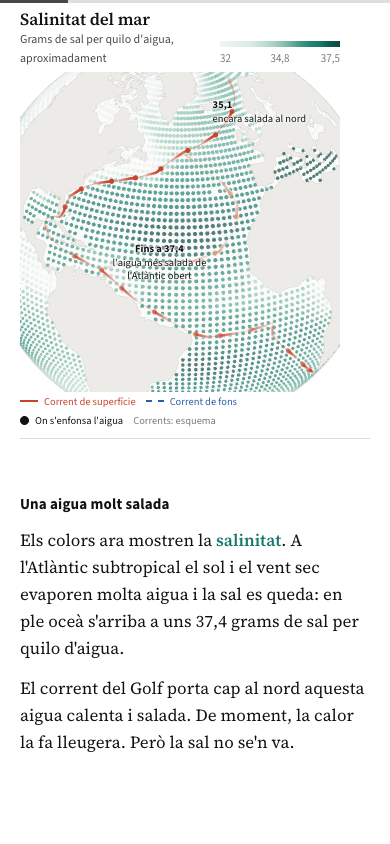 Salinitat del mar
Grams de sal per quilo d'aigua,
aproximadament
32 34,8 37,5
35,1
encara salada al nord
Fins a 37,4
l'aigua més salada de
l'Atlàntic obert
Corrent de superfície Corrent de fons
On s'enfonsa l'aigua Corrents: esquema
Una aigua molt salada
Els colors ara mostren la salinitat. A
l'Atlàntic subtropical el sol i el vent sec
evaporen molta aigua i la sal es queda: en
ple oceà s'arriba a uns 37,4 grams de sal per
quilo d'aigua.
El corrent del Golf porta cap al nord aquesta
aigua calenta i salada. De moment, la calor
la fa lleugera. Però la sal no se'n va.